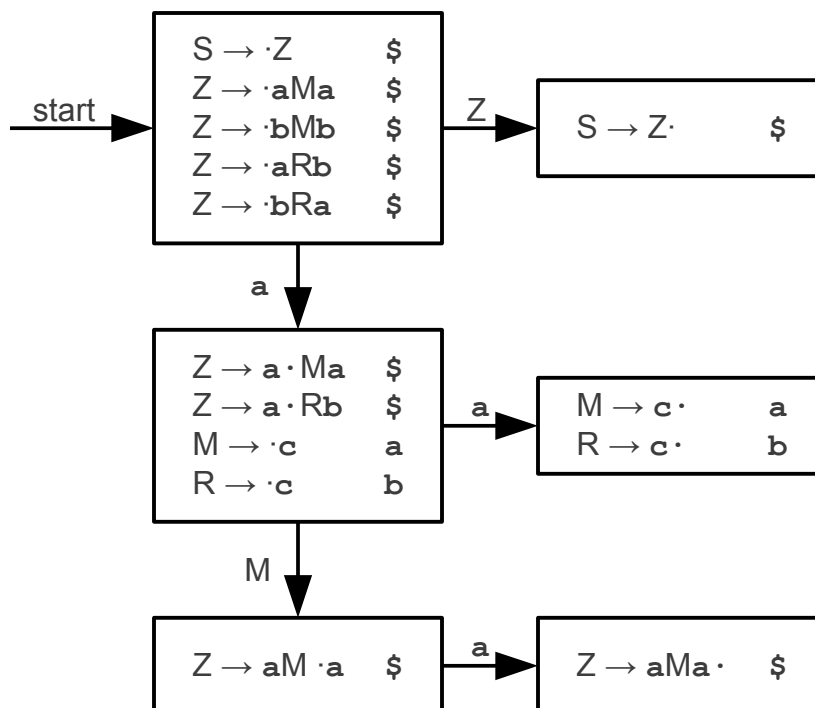 S → ·Z $
Z → ·aMa $
Z → ·bMb $
Z → ·aRb $
Z → ·bRa $
start
Z
S → Z· $
a
Z → a·Ma $
Z → a·Rb $
M → ·c a
R → ·c b
a
M → c· a
R → c· b
M
Z → aM·a $
a
Z → aMa· $